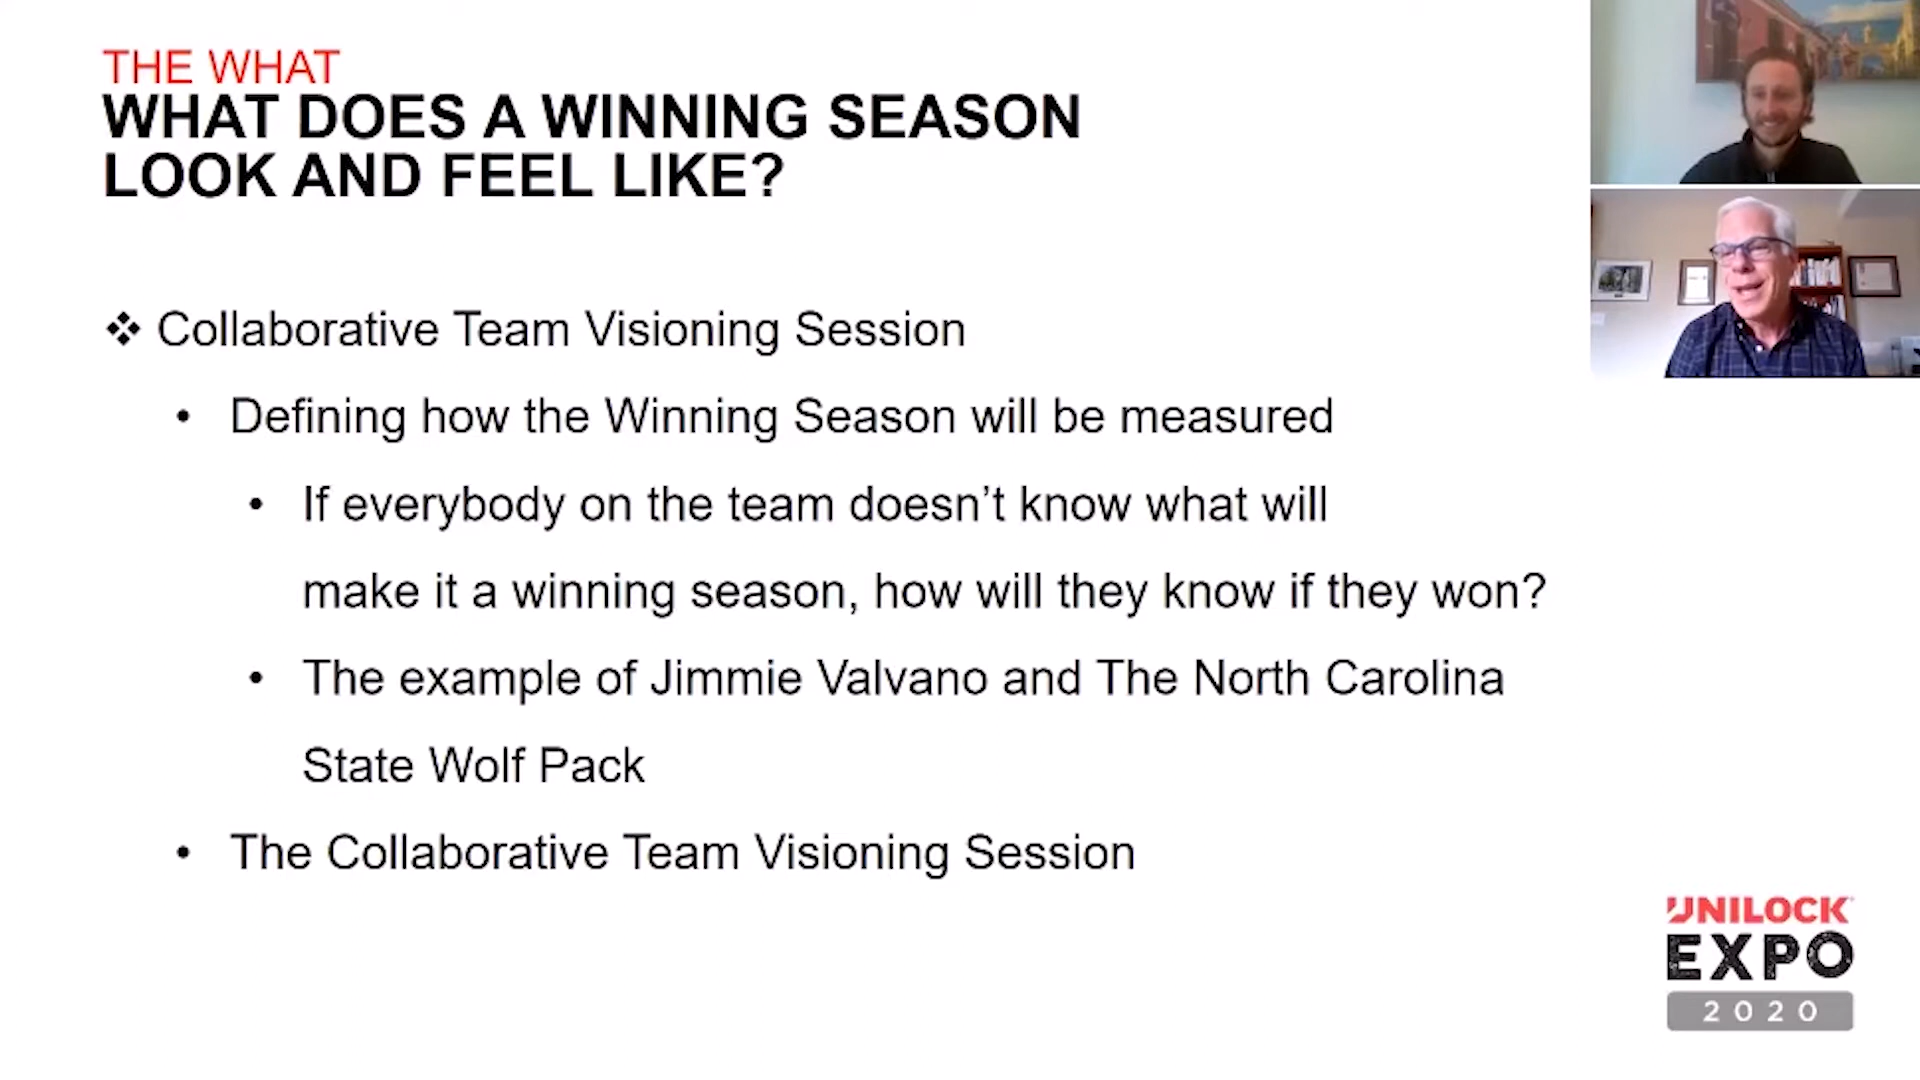 THE WHAT
WHAT DOES A WINNING SEASON
LOOK AND FEEL LIKE?
❖ Collaborative Team Visioning Session
• Defining how the Winning Season will be measured
• If everybody on the team doesn’t know what will
make it a winning season, how will they know if they won?
• The example of Jimmie Valvano and The North Carolina
State Wolf Pack
• The Collaborative Team Visioning Session
UNILOCK
EXPO
2020